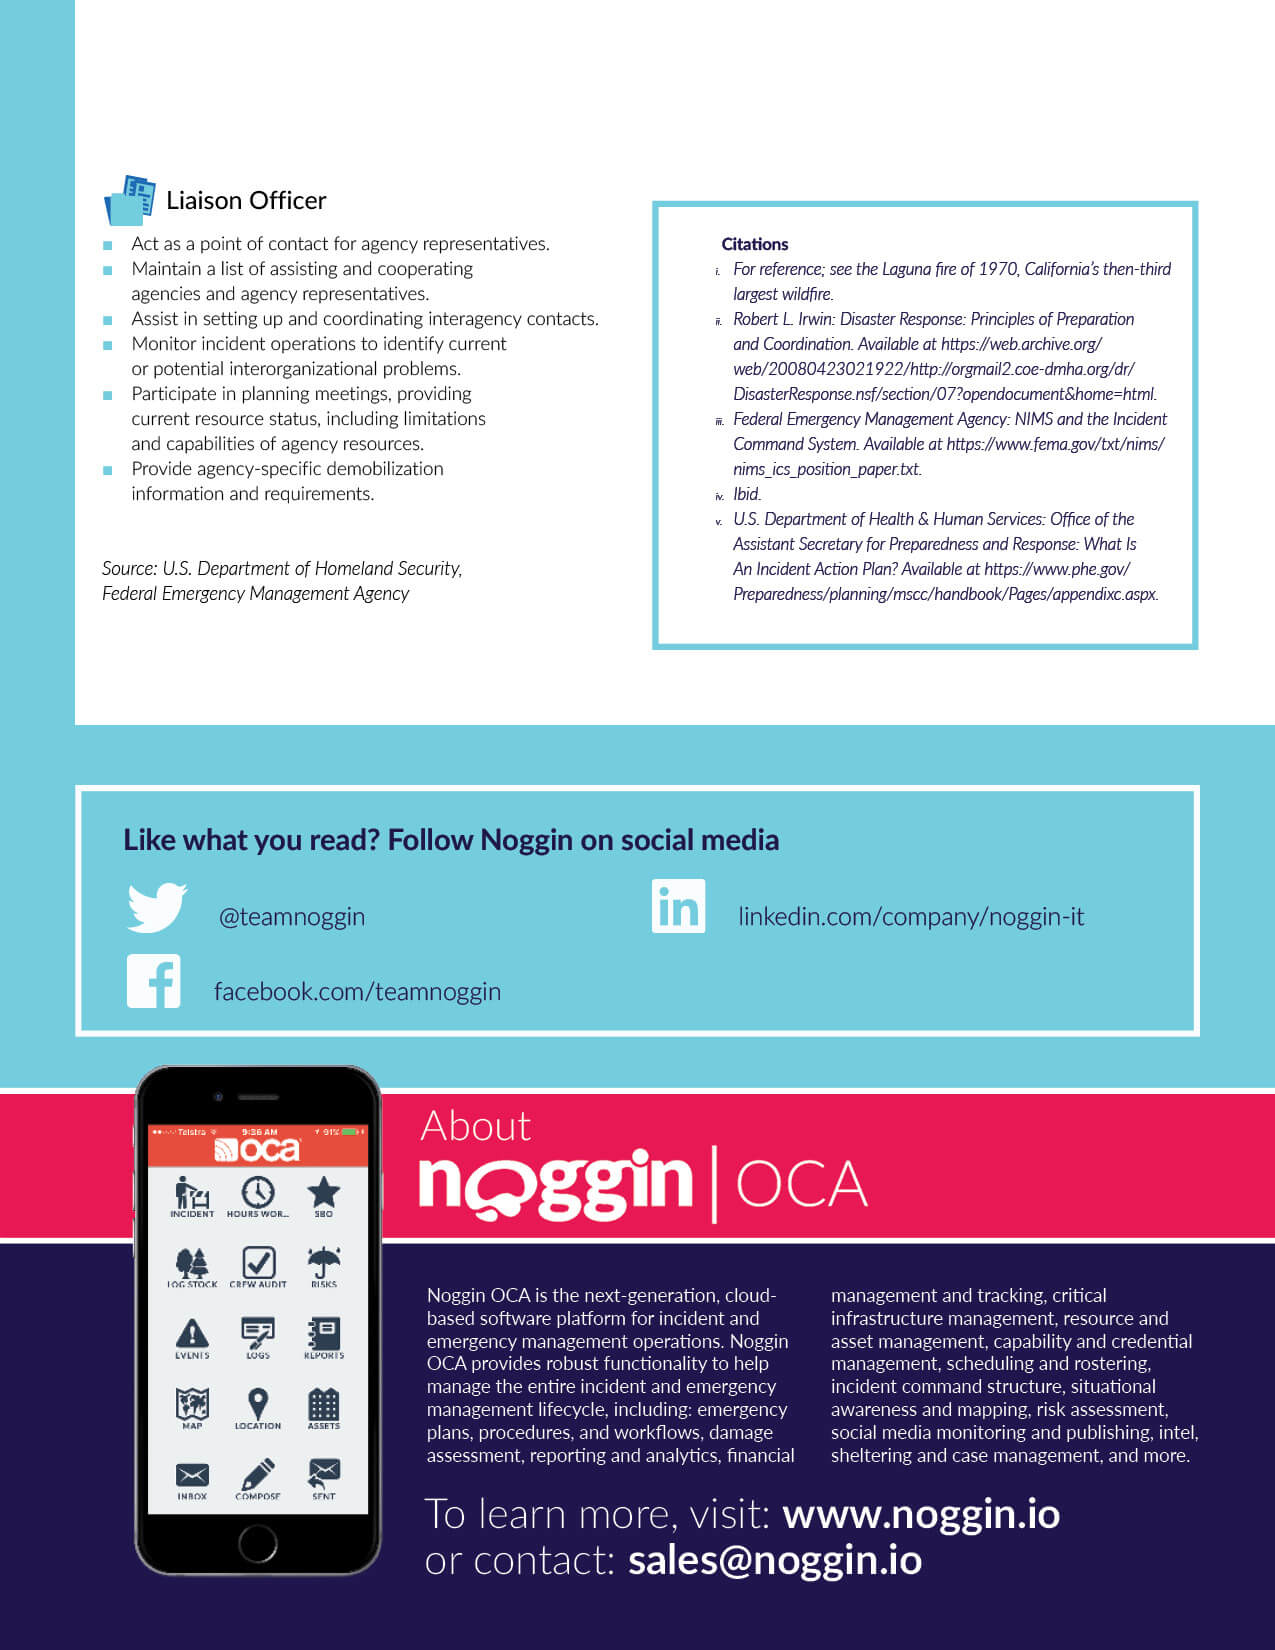 Liaison Officer
Act as a point of contact for agency representatives.
Maintain a list of assisting and cooperating
agencies and agency representatives.
Assist in setting up and coordinating interagency contacts.
Monitor incident operations to identify current
or potential interorganizational problems.
Participate in planning meetings, providing
current resource status, including limitations
and capabilities of agency resources.
Provide agency-specific demobilization
information and requirements.
Source: U.S. Department of Homeland Security,
Federal Emergency Management Agency
Citations
i. For reference; see the Laguna fire of 1970, California's then-third
largest wildfire.
ii. Robert L. Irwin: Disaster Response: Principles of Preparation
and Coordination. Available at https://web.archive.org/
web/20080423021922/http://orgmail2.coe-dmha.org/dr/
DisasterResponse.nsf/section/07?opendocument&home=html.
iii. Federal Emergency Management Agency: NIMS and the Incident
Command System. Available at https://www.fema.gov/txt/nims/
nims_ics_position_paper.txt.
iv. Ibid.
v. U.S. Department of Health & Human Services: Office of the
Assistant Secretary for Preparedness and Response: What Is
An Incident Action Plan? Available at https://www.phe.gov/
Preparedness/planning/mscc/handbook/Pages/appendixc.aspx.
Like what you read? Follow Noggin on social media
@teamnoggin
linkedin.com/company/noggin-it
facebook.com/teamnoggin
Telstra 9:36 AM 91%
oca
INCIDENT HOURS WOR... SBO
LOG STOCK CREW AUDIT RISKS
EVENTS LOGS REPORTS
MAP LOCATION ASSETS
INBOX COMPOSE SENT
About
noggin | OCA
Noggin OCA is the next-generation, cloud-
based software platform for incident and
emergency management operations. Noggin
OCA provides robust functionality to help
manage the entire incident and emergency
management lifecycle, including: emergency
plans, procedures, and workflows, damage
assessment, reporting and analytics, financial
management and tracking, critical
infrastructure management, resource and
asset management, capability and credential
management, scheduling and rostering,
incident command structure, situational
awareness and mapping, risk assessment,
social media monitoring and publishing, intel,
sheltering and case management, and more.
To learn more, visit: www.noggin.io
or contact: sales@noggin.io